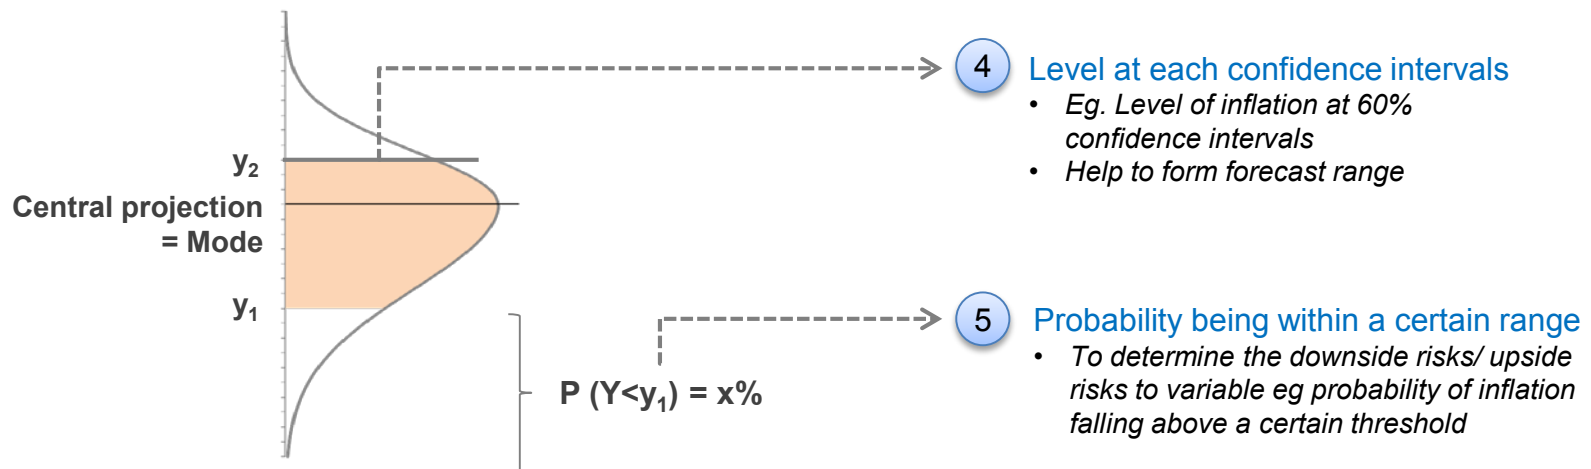 y2
Central projection
= Mode
y1
P (Y<y1) = x%
4
Level at each confidence intervals
• Eg. Level of inflation at 60%
confidence intervals
• Help to form forecast range
5
Probability being within a certain range
• To determine the downside risks/ upside
risks to variable eg probability of inflation
falling above a certain threshold